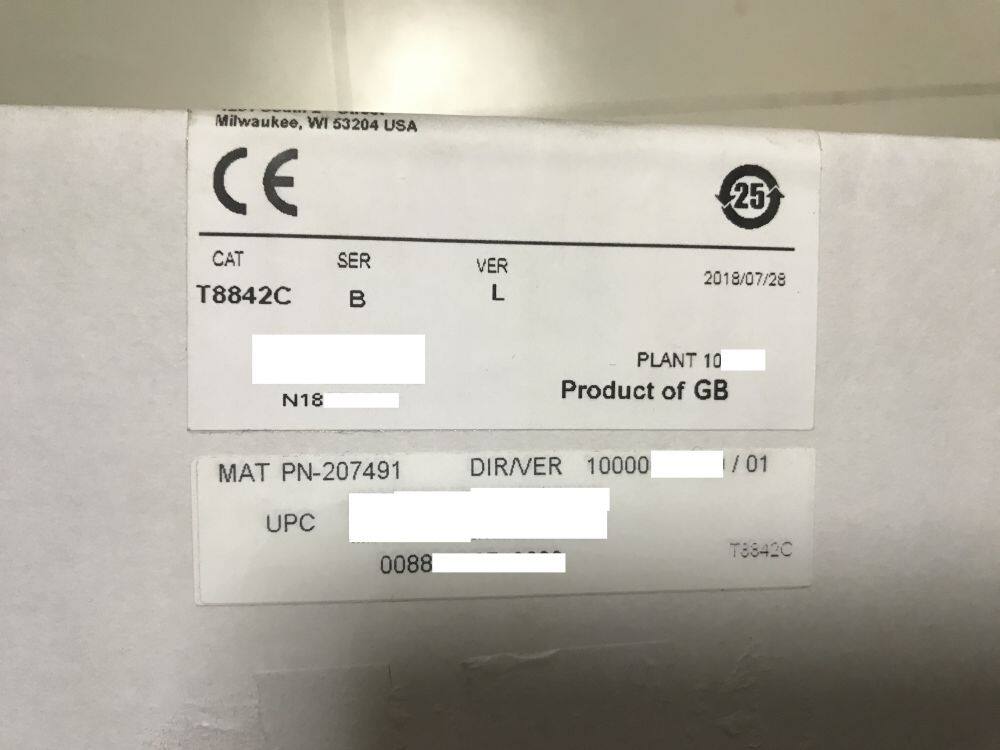 Milwaukee, WI 53204 USA
CE
25
CAT SER VER 2018/07/28
T8842C B L
PLANT 10
N18 Product of GB
MAT PN-207491 DIR/VER 10000 / 01
UPC
0088
T8842C